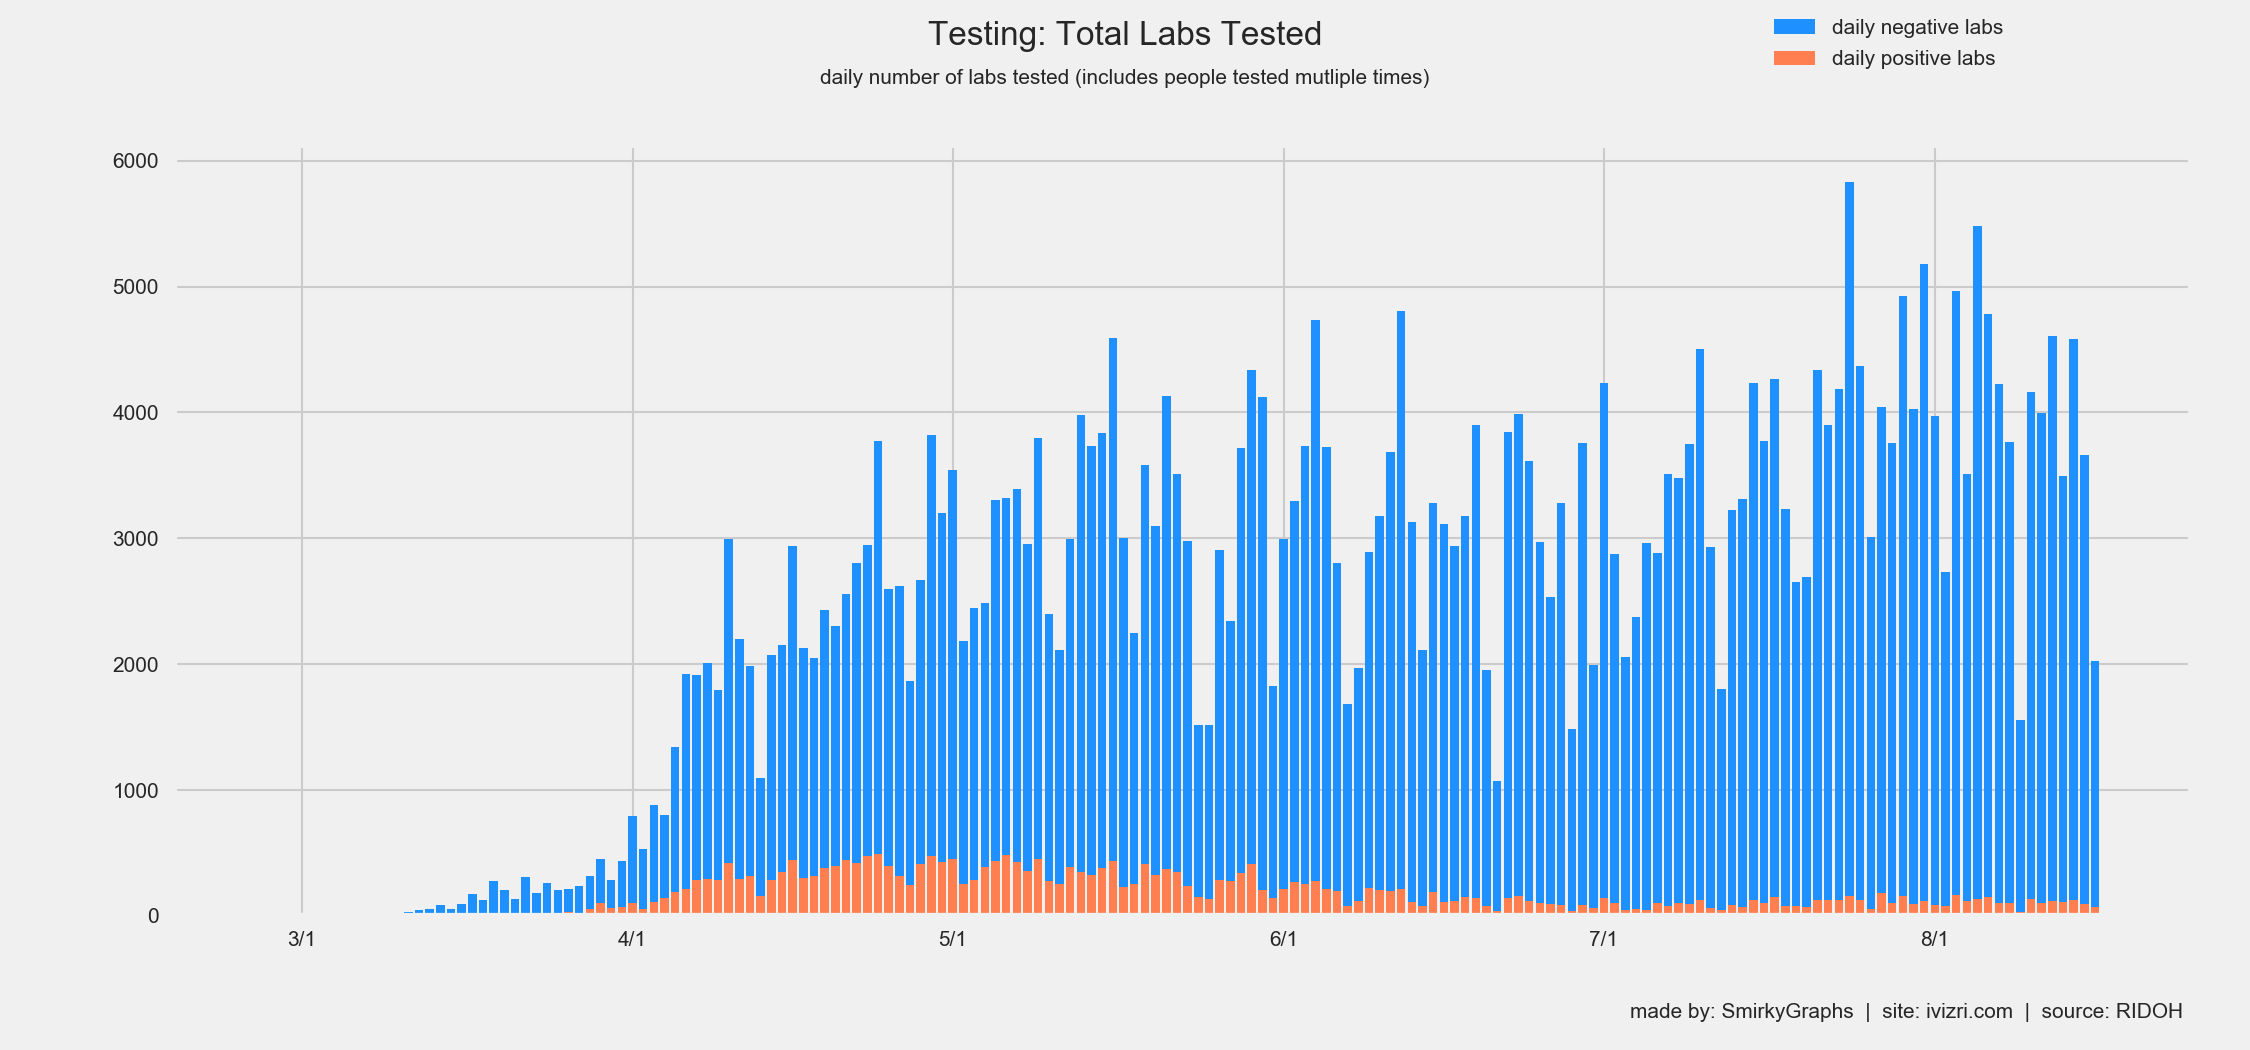 Testing: Total Labs Tested
daily number of labs tested (includes people tested mutliple times)
daily negative labs
daily positive labs
6000
5000
4000
3000
2000
1000
0
3/1 4/1 5/1 6/1 7/1 8/1
made by: SmirkyGraphs | site: ivizri.com | source: RIDOH